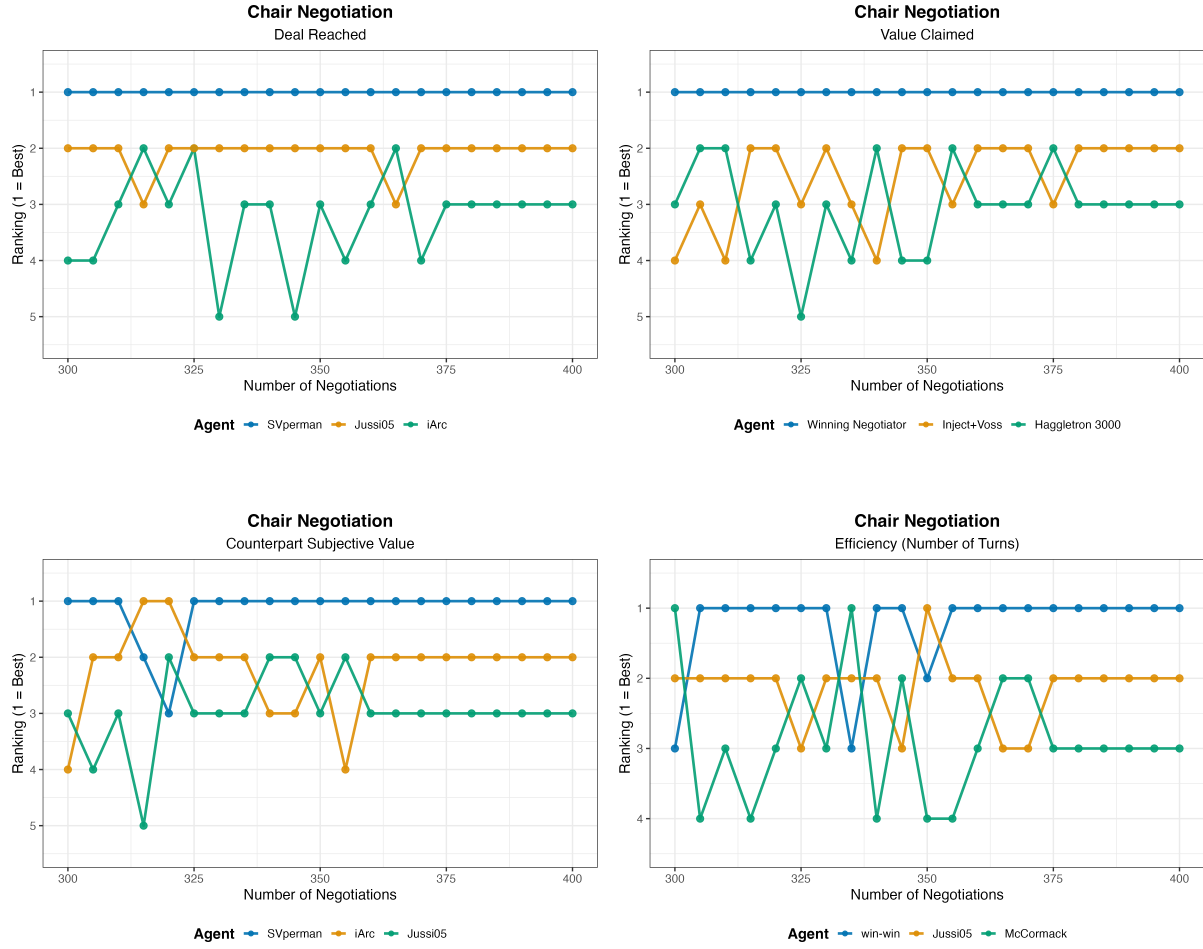 Chair Negotiation
Deal Reached
Ranking (1 = Best)
1
2
3
4
5
300 325 350 375 400
Number of Negotiations
Agent SVperman Jussi05 iArc
Chair Negotiation
Value Claimed
Ranking (1 = Best)
1
2
3
4
5
300 325 350 375 400
Number of Negotiations
Agent Winning Negotiator Inject+Voss Haggletron 3000
Chair Negotiation
Counterpart Subjective Value
Ranking (1 = Best)
1
2
3
4
5
300 325 350 375 400
Number of Negotiations
Agent SVperman iArc Jussi05
Chair Negotiation
Efficiency (Number of Turns)
Ranking (1 = Best)
1
2
3
4
300 325 350 375 400
Number of Negotiations
Agent win-win Jussi05 McCormack